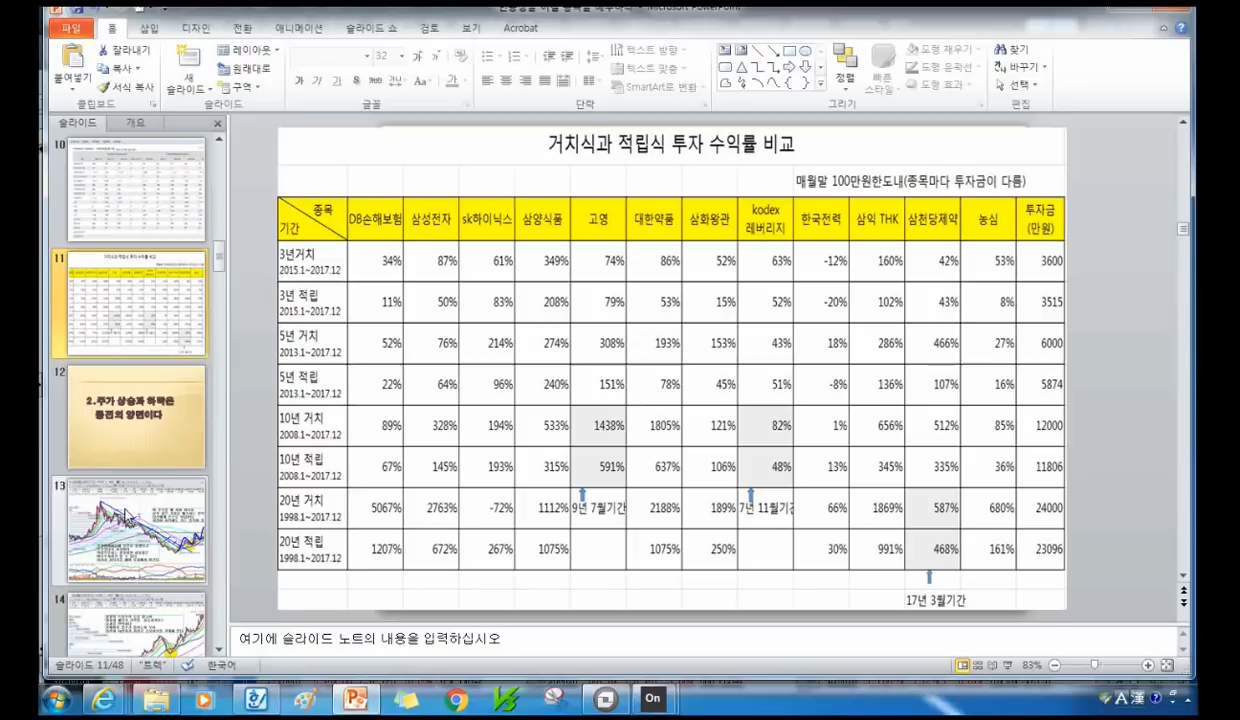 파일 홈 삽입 디자인 전환 애니메이션 슬라이드 쇼 검토 보기 Acrobat
붙여넣기
잘라내기
복사
서식 복사
클립보드
새 슬라이드
레이아웃
원래대로
구역
슬라이드
32
글꼴
텍스트 방향
텍스트 맞춤
SmartArt로 변환
단락
정렬
빠른 스타일
도형 채우기
도형 윤곽선
도형 효과
그리기
찾기
바꾸기
선택
편집
슬라이드 개요
10
11
12
2.주가 상승과 하락은
동전의 양면이다
13
14
거치식과 적립식 투자 수익률 비교
매월말 100만원한도내(종목마다 투자금이 다름)
종목
기간
DB손해보험 삼성전자 sk하이닉스 삼양식품 고영 대한약품 삼화왕관 kodex 레버리지 한국전력 삼익 THK 삼천당제약 농심 투자금 (만원)
3년거치 34% 87% 61% 349% 74% 86% 52% 63% -12% 160% 42% 53% 3600
2015.1~2017.12
3년 적립 11% 50% 83% 208% 79% 53% 15% 52% -20% 102% 43% 8% 3515
2015.1~2017.12
5년 거치 52% 76% 214% 274% 308% 193% 153% 43% 18% 286% 466% 27% 6000
2013.1~2017.12
5년 적립 22% 64% 96% 240% 151% 78% 45% 51% -8% 136% 107% 16% 5874
2013.1~2017.12
10년 거치 89% 328% 194% 533% 1438% 1805% 121% 82% 1% 656% 512% 85% 12000
2008.1~2017.12
10년 적립 67% 145% 193% 315% 591% 637% 106% 48% 13% 345% 335% 36% 11806
2008.1~2017.12
20년 거치 5067% 2763% -72% 1112% 9년 7월기간 2188% 189% 7년 11월기간 66% 1869% 587% 680% 24000
1998.1~2017.12
20년 적립 1207% 672% 267% 1075% 1075% 250% 30% 991% 468% 161% 23096
1998.1~2017.12
17년 3월기간
여기에 슬라이드 노트의 내용을 입력하십시오
슬라이드 11/48 "트렉" 한국어 83%
On
A 漢